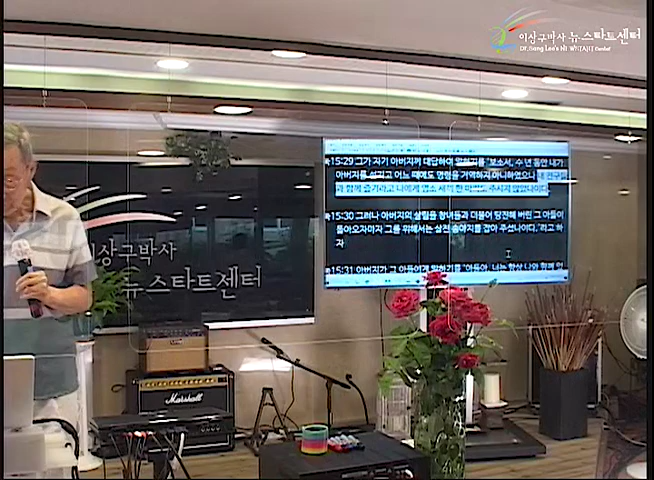 이상구박사 뉴스타트센터
15:29 그가 자기 아버지께 대답하여 말하기를 '보소서, 수 년 동안 내가
아버지를 섬기고 어느 때에도 명령을 거역하지 아니하였으나 내 친구들
과 함께 즐기라고 나에게 염소 새끼 한 마리도 주시지 않았나이다.
15:30 그러나 아버지의 살림을 창녀들과 더불어 탕진해 버린 그 아들이
돌아오자마자 그를 위해서는 살진 송아지를 잡아 주셨나이다.'라고 하
자
15:31 아버지가 그 아들에게 말하기를 '아들아, 너는 항상 나와 함께
이상구박사
뉴스타트센터
Marshall